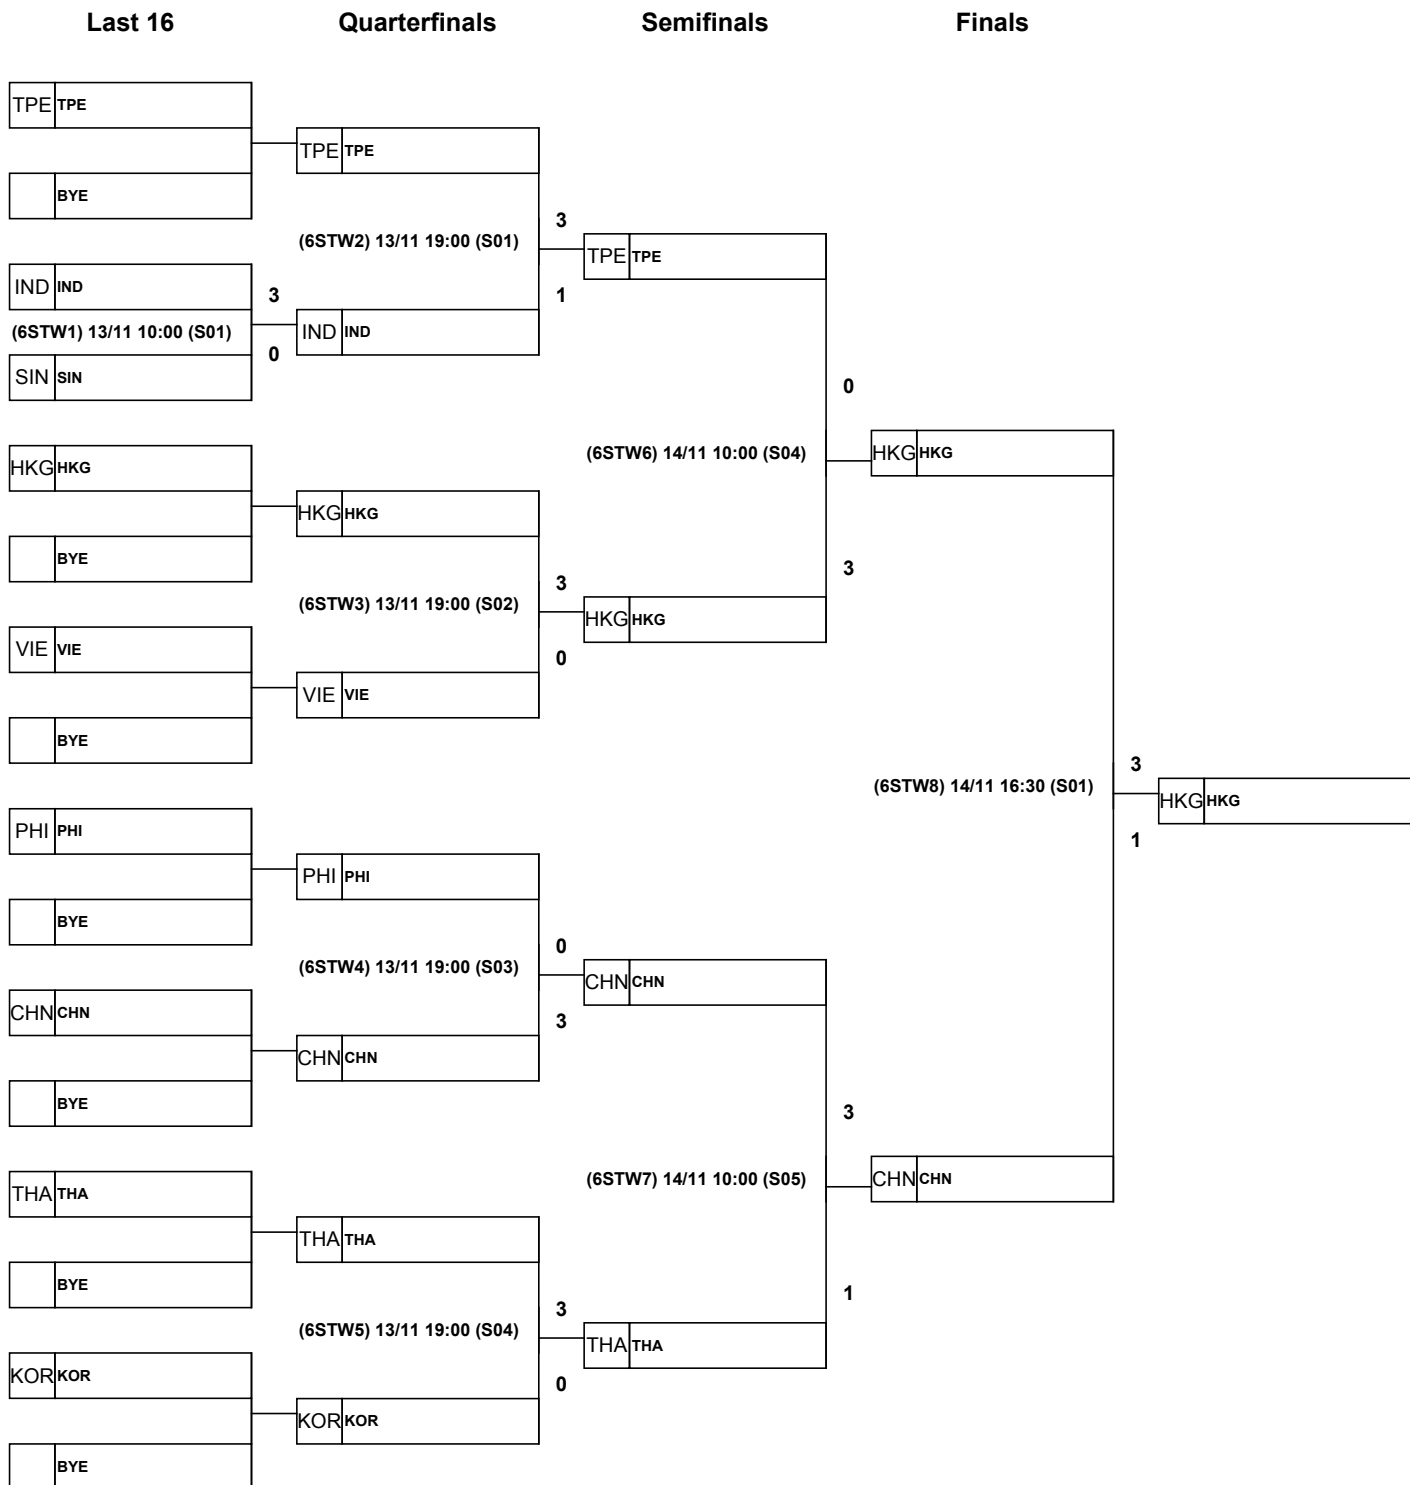 Last 16 Quarterfinals Semifinals Finals
TPE TPE
TPE TPE
BYE
3
(6STW2) 13/11 19:00 (S01)
TPE TPE
IND IND
3
1
(6STW1) 13/11 10:00 (S01)
IND IND
0
SIN SIN
0
HKG HKG
(6STW6) 14/11 10:00 (S04)
HKG HKG
HKG HKG
BYE
3
3
(6STW3) 13/11 19:00 (S02)
HKG HKG
VIE VIE
0
VIE VIE
BYE
3
(6STW8) 14/11 16:30 (S01)
HKG HKG
PHI PHI
1
PHI PHI
BYE
0
(6STW4) 13/11 19:00 (S03)
CHN CHN
CHN CHN
3
CHN CHN
BYE
3
(6STW7) 14/11 10:00 (S05)
CHN CHN
THA THA
THA THA
BYE
1
3
(6STW5) 13/11 19:00 (S04)
THA THA
KOR KOR
0
KOR KOR
BYE